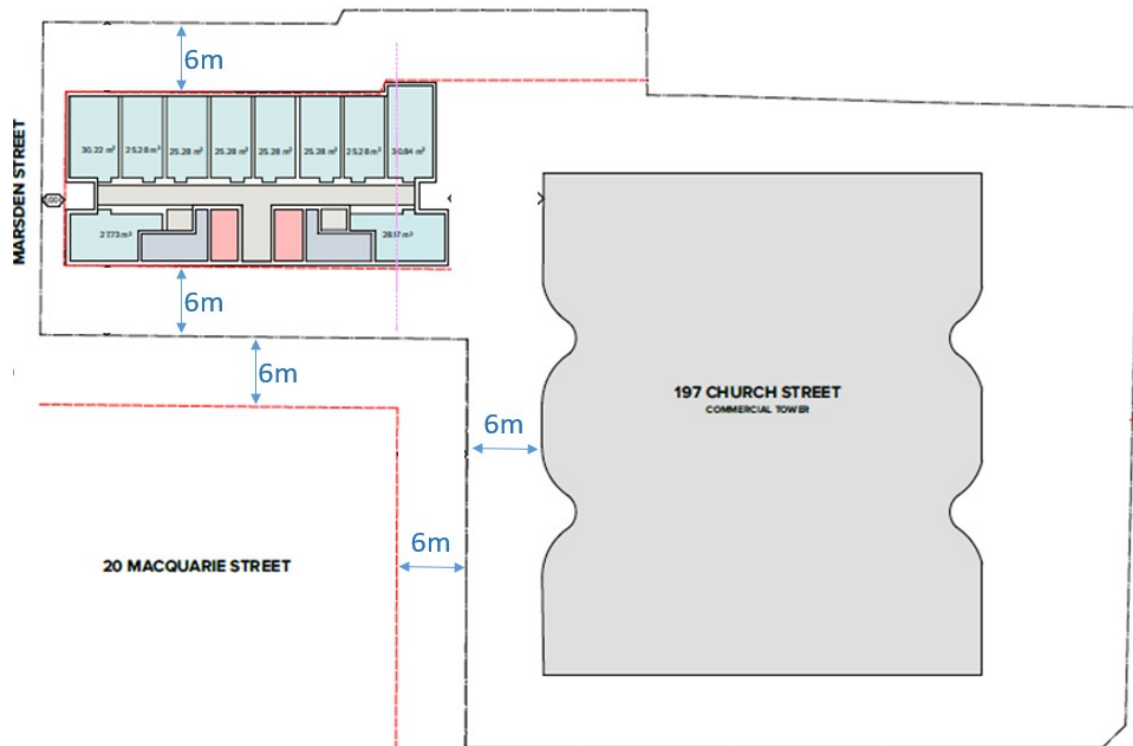 6m
MARSDEN STREET
30.22 m²
25.28 m²
25.28 m²
25.28 m²
25.28 m²
25.28 m²
25.28 m²
30.84 m²
27.73 m²
28.17 m²
6m
6m
6m
197 CHURCH STREET
COMMERCIAL TOWER
6m
20 MACQUARIE STREET